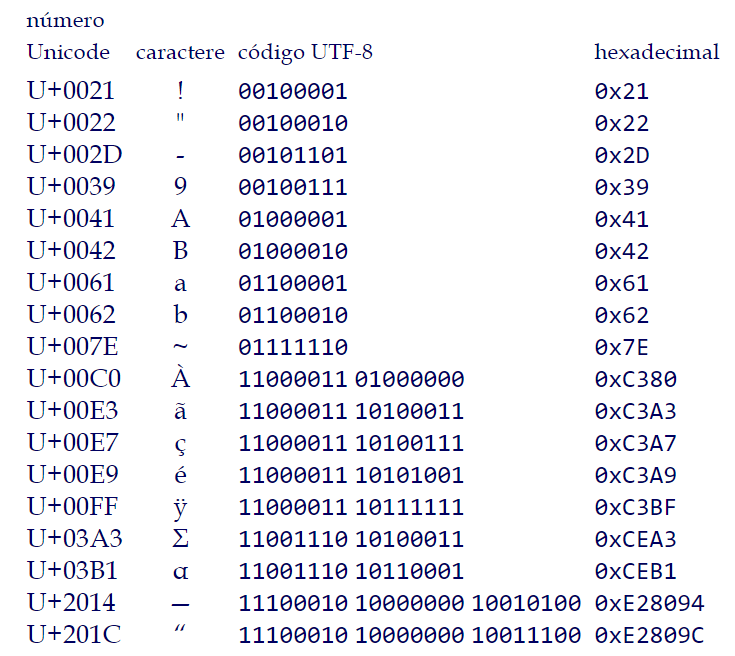 número
Unicode caractere código UTF-8 hexadecimal
U+0021 ! 00100001 0x21
U+0022 " 00100010 0x22
U+002D - 00101101 0x2D
U+0039 9 00100111 0x39
U+0041 A 01000001 0x41
U+0042 B 01000010 0x42
U+0061 a 01100001 0x61
U+0062 b 01100010 0x62
U+007E ~ 01111110 0x7E
U+00C0 À 11000011 01000000 0xC380
U+00E3 ã 11000011 10100011 0xC3A3
U+00E7 ç 11000011 10100111 0xC3A7
U+00E9 é 11000011 10101001 0xC3A9
U+00FF ÿ 11000011 10111111 0xC3BF
U+03A3 Σ 11001110 10100011 0xCEA3
U+03B1 α 11001110 10110001 0xCEB1
U+2014 — 11100010 10000000 10010100 0xE28094
U+201C “ 11100010 10000000 10011100 0xE2809C